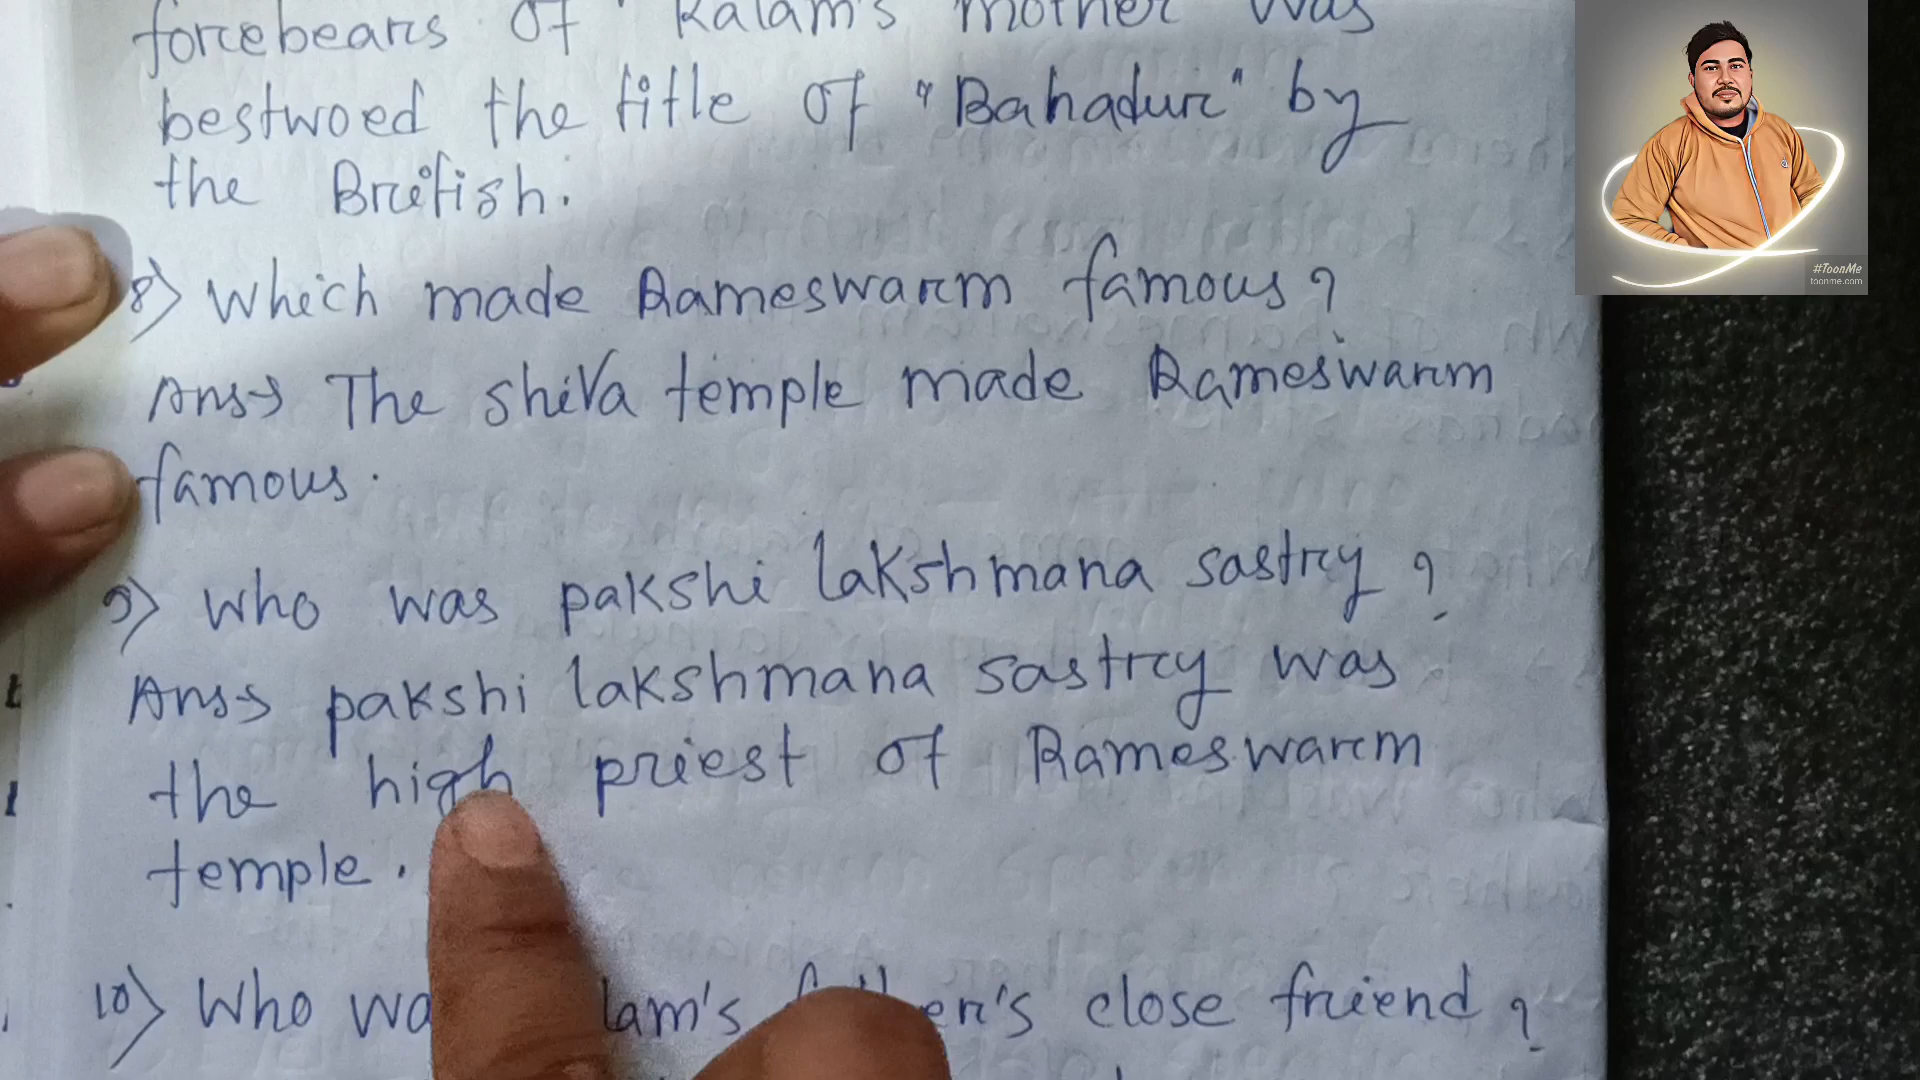 forebears of Kalam's mother was
bestwoed the title of "Bahadur" by
the British.
8) Which made Rameswarm famous?
Ans→ The shiva temple made Rameswarm
famous.
9) Who was pakshi lakshmana sastry?
Ans→ pakshi lakshmana sastry was
the high priest of Rameswarm
temple.
10) Who lam's close friend?
#ToonMe
toonme.com